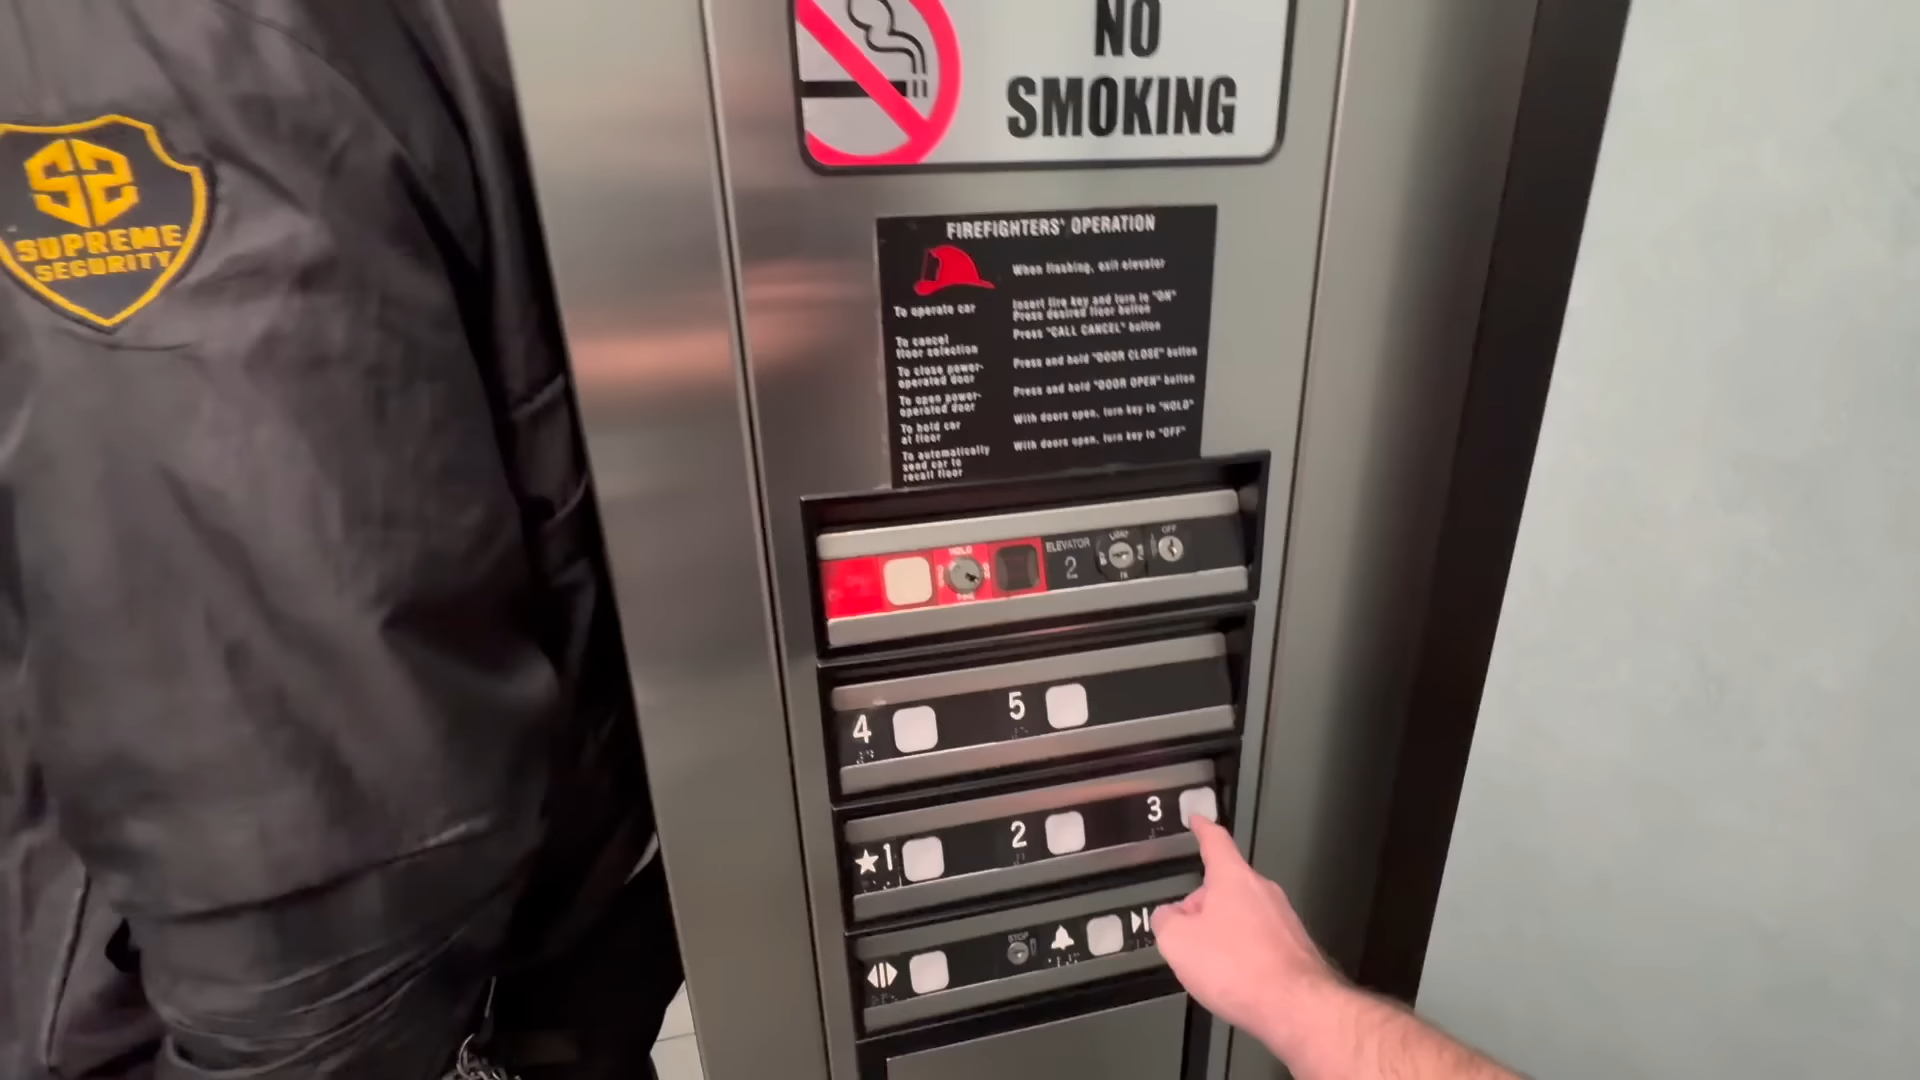 NO
SMOKING
SUPREME
SECURITY
FIREFIGHTERS' OPERATION
When flashing, exit elevator
To operate car
Insert fire key and turn to "ON"
Press desired floor button
To cancel
floor selection
Press "CALL CANCEL" button
To close power-
operated door
Press and hold "DOOR CLOSE" button
To open power-
operated door
Press and hold "DOOR OPEN" button
To hold car
at floor
With doors open, turn key to "HOLD"
To automatically
send car to
recall floor
With doors open, turn key to "OFF"
HOLD
ELEVATOR
2
OFF
4
5
★1
2
3
STOP